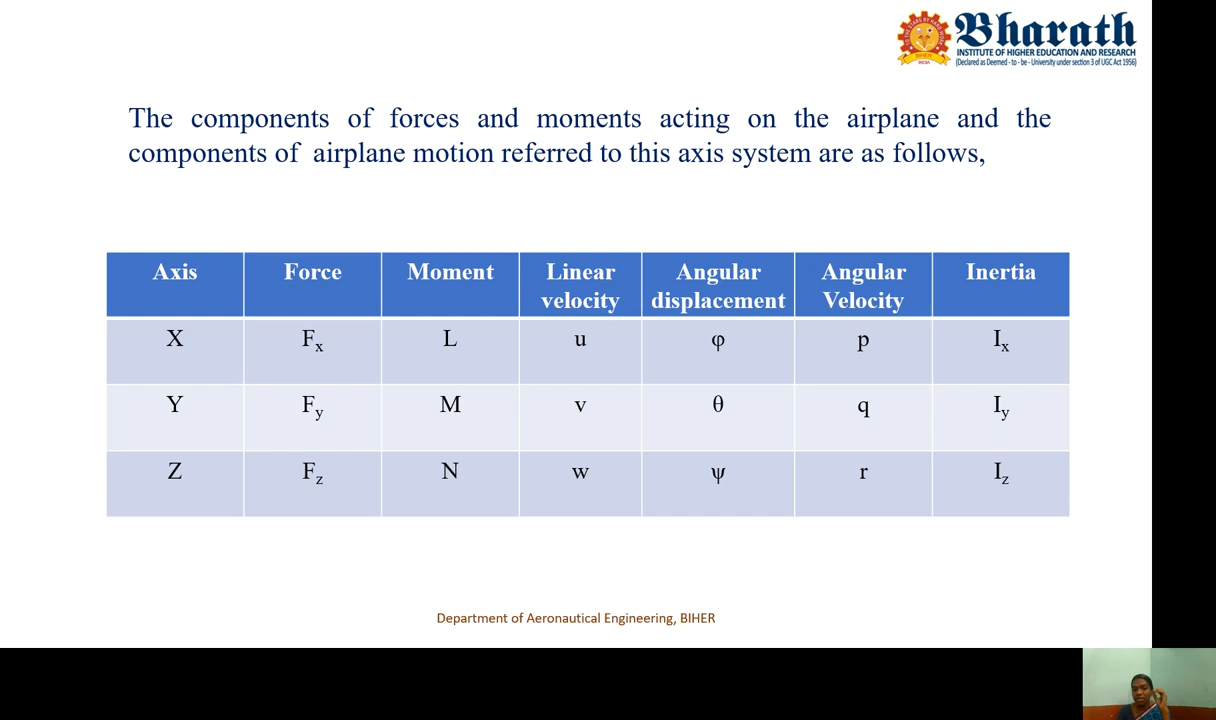 Bharath
INSTITUTE OF HIGHER EDUCATION AND RESEARCH
(Declared as Deemed - to - be - University under section 3 of UGC Act 1956)
BIHER
INDIA
The components of forces and moments acting on the airplane and the
components of airplane motion referred to this axis system are as follows,
Axis Force Moment Linear velocity Angular displacement Angular Velocity Inertia
X Fx L u φ p Ix
Y Fy M v θ q Iy
Z Fz N w ψ r Iz
Department of Aeronautical Engineering, BIHER